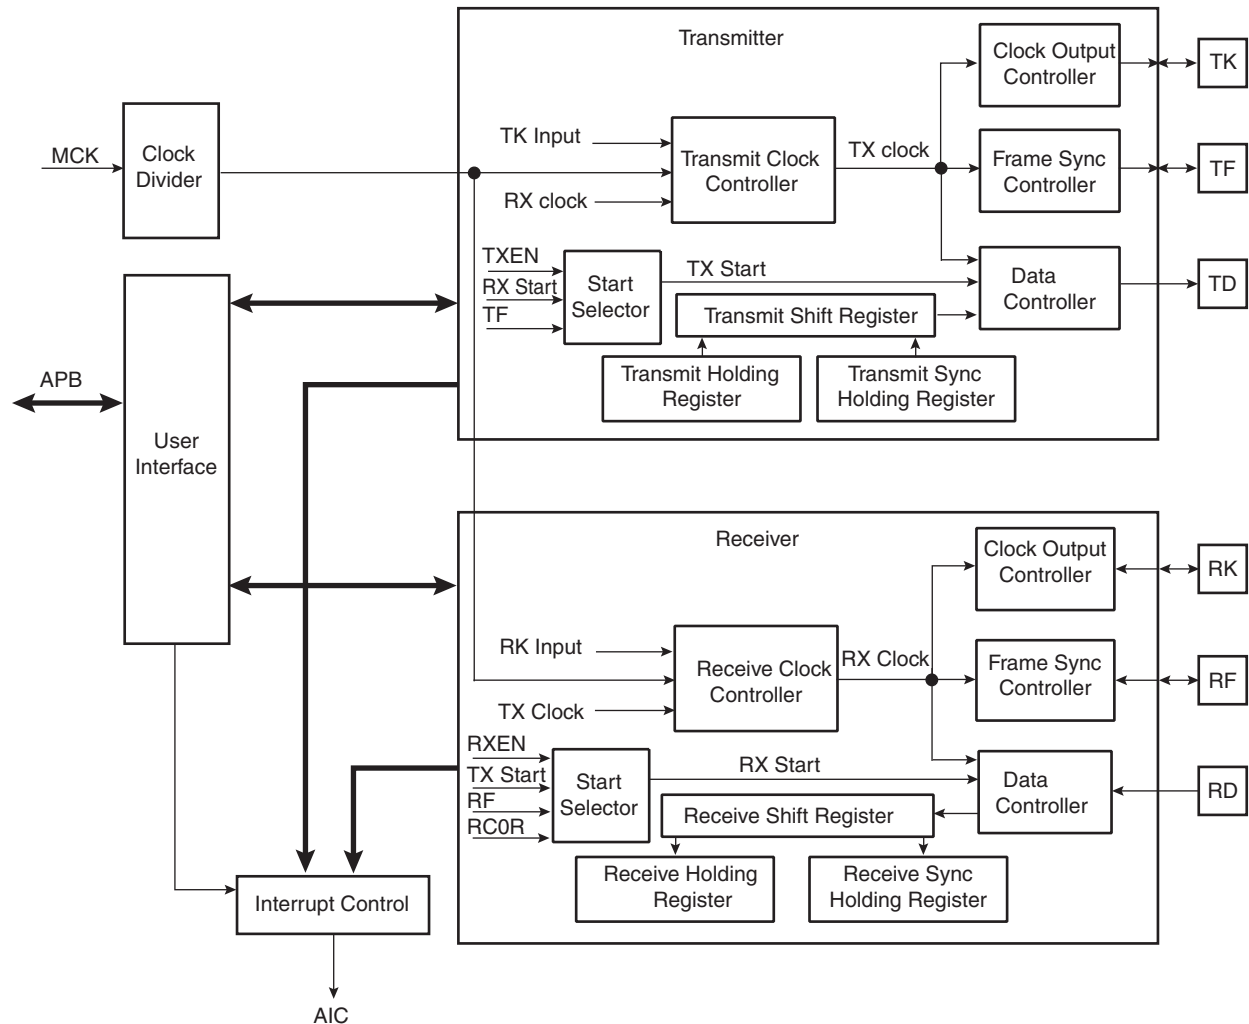 Transmitter
Clock Output
Controller
TK
MCK
Clock
Divider
TK Input
Transmit Clock
Controller
RX clock
TX clock
Frame Sync
Controller
TF
TXEN
RX Start
TF
Start
Selector
TX Start
Data
Controller
TD
Transmit Shift Register
Transmit Holding
Register
Transmit Sync
Holding Register
APB
User
Interface
Receiver
Clock Output
Controller
RK
RK Input
Receive Clock
Controller
TX Clock
RX Clock
Frame Sync
Controller
RF
RXEN
TX Start
RF
RC0R
Start
Selector
RX Start
Data
Controller
RD
Receive Shift Register
Receive Holding
Register
Receive Sync
Holding Register
Interrupt Control
AIC